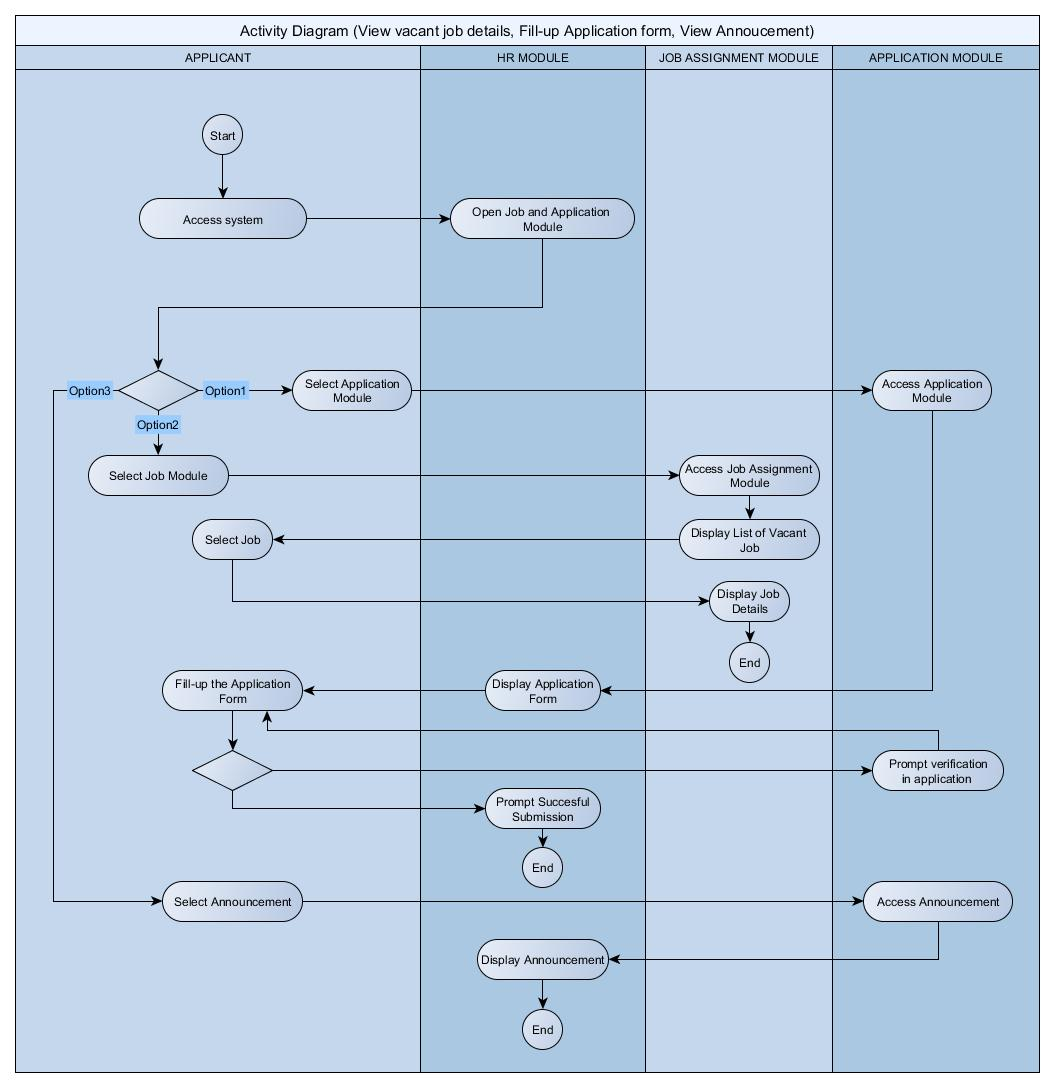 Activity Diagram (View vacant job details, Fill-up Application form, View Annoucement)
APPLICANT
HR MODULE
JOB ASSIGNMENT MODULE
APPLICATION MODULE
Start
Access system
Open Job and Application
Module
Option3
Option1
Select Application
Module
Access Application
Module
Option2
Select Job Module
Access Job Assignment
Module
Select Job
Display List of Vacant
Job
Display Job
Details
End
Fill-up the Application
Form
Display Application
Form
Prompt verification
in application
Prompt Succesful
Submission
End
Select Announcement
Access Announcement
Display Announcement
End